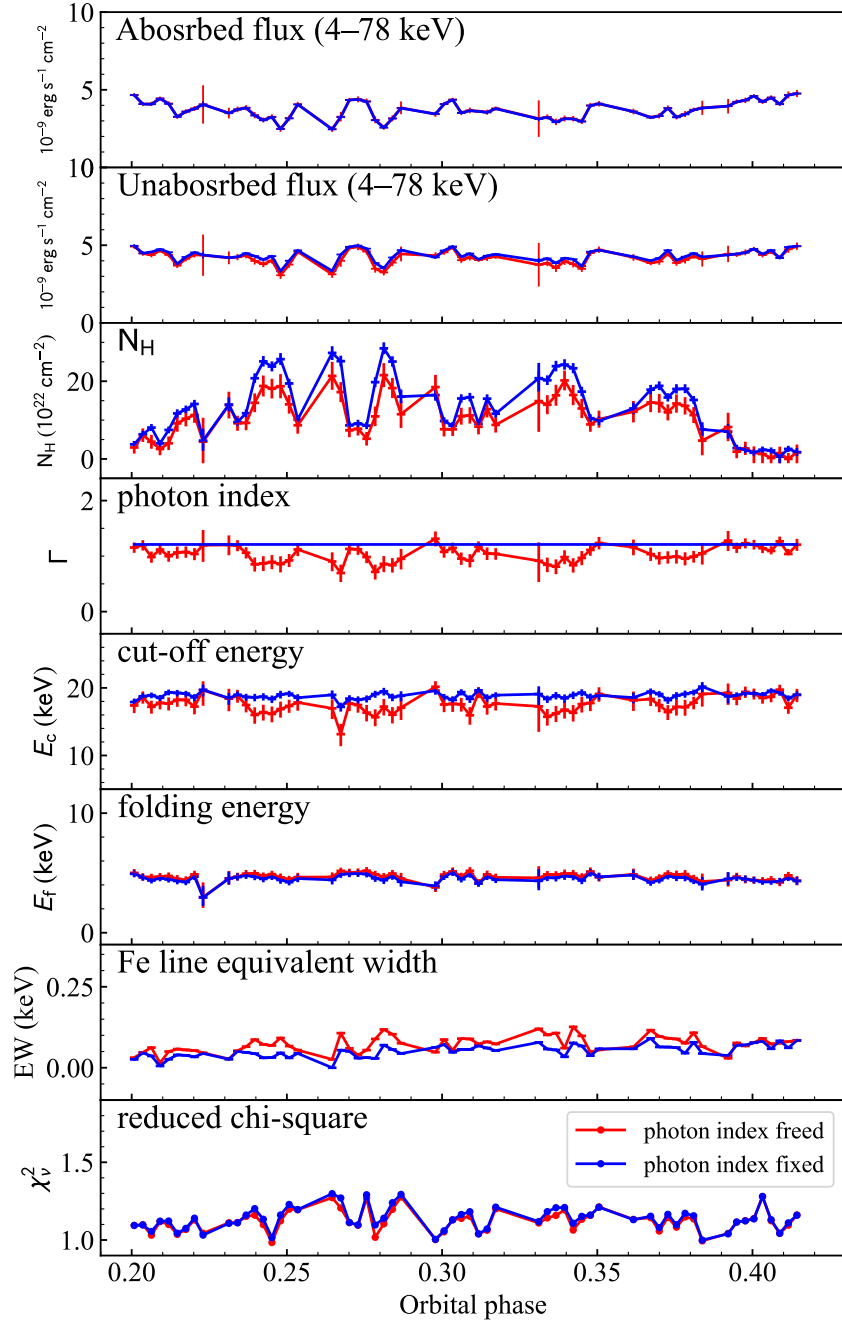 Abosrbed flux (4–78 keV)
10
5
10⁻⁹ erg s⁻¹ cm⁻²
Unabosrbed flux (4–78 keV)
10
5
0
10⁻⁹ erg s⁻¹ cm⁻²
N_H
20
0
N_H (10²² cm⁻²)
photon index
2
1
0
Γ
cut-off energy
20
10
E_c (keV)
folding energy
10
5
0
E_f (keV)
Fe line equivalent width
0.25
0.00
EW (keV)
reduced chi-square
1.5
1.0
χ_ν²
photon index freed
photon index fixed
0.20 0.25 0.30 0.35 0.40
Orbital phase